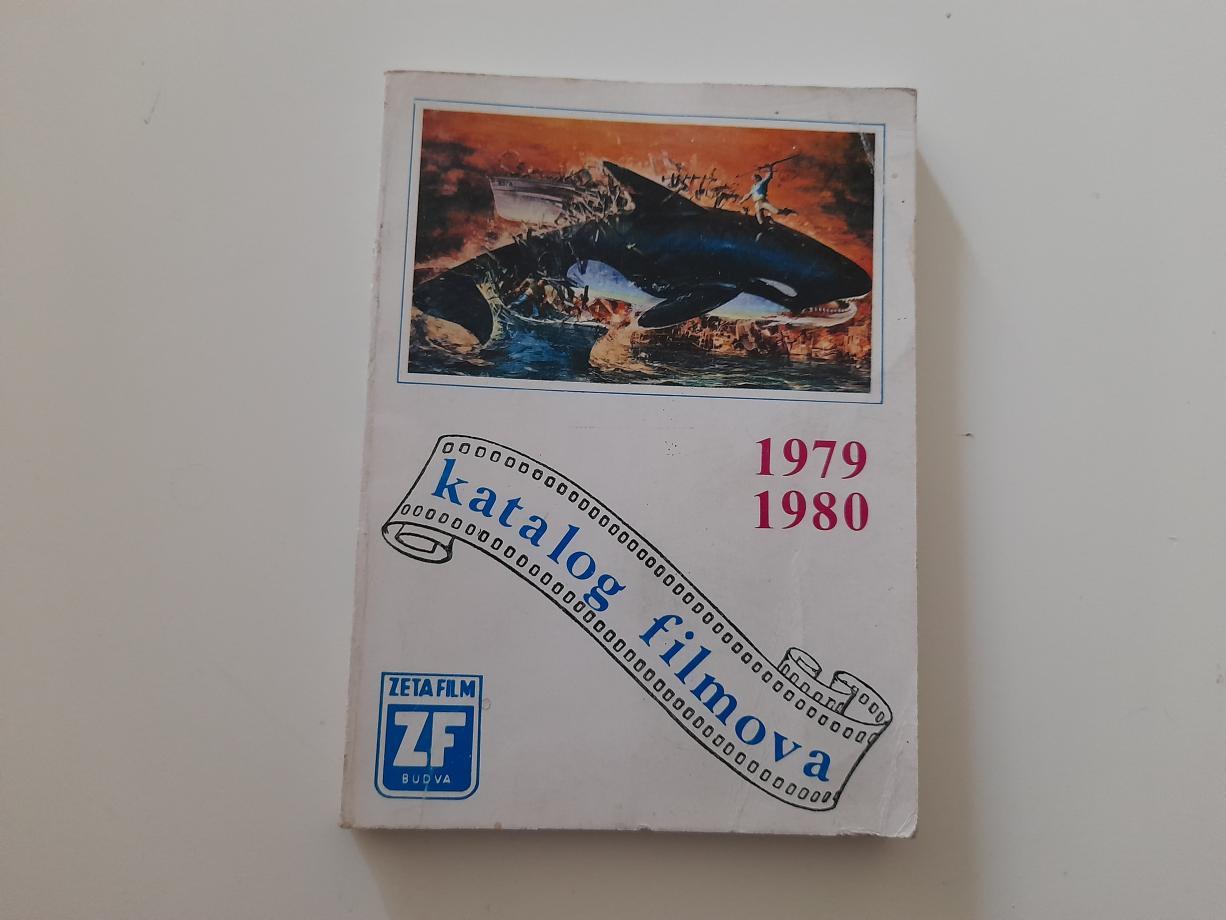 1979
1980
katalog filmova
ZETA FILM
ZF
BUDVA